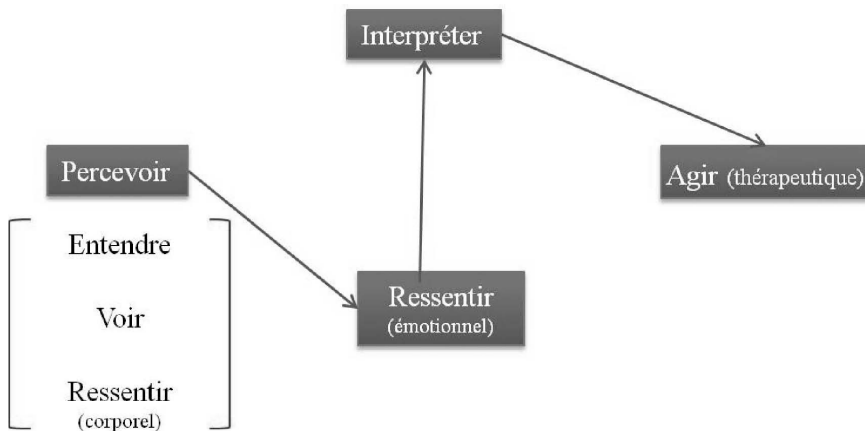 Interpréter
Percevoir
Agir (thérapeutique)
Entendre
Voir
Ressentir
(corporel)
Ressentir
(émotionnel)